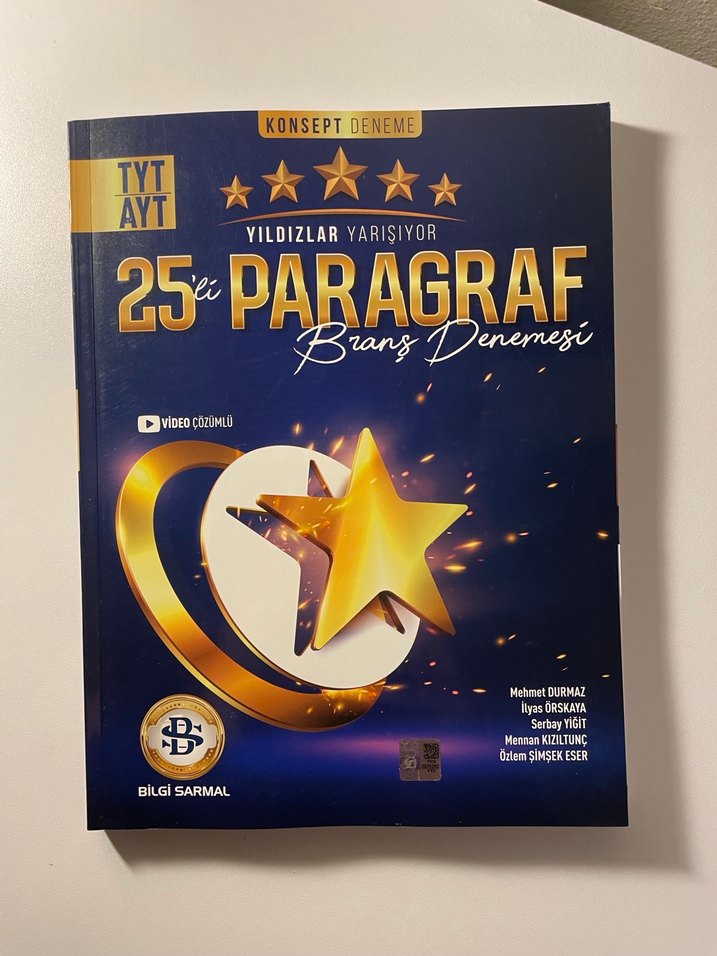 KONSEPT DENEME
TYT
AYT
YILDIZLAR YARIŞIYOR
25'li PARAGRAF
Branş Denemesi
VİDEO ÇÖZÜMLÜ
Mehmet DURMAZ
İlyas ÖRSKAYA
Serbay YİĞİT
Mennan KIZILTUNÇ
Özlem ŞİMŞEK ESER
BS
BİLGİ SARMAL